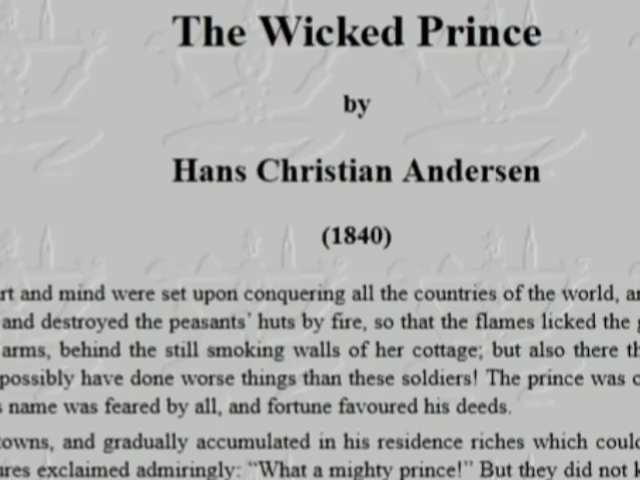 The Wicked Prince
by
Hans Christian Andersen
(1840)
rt and mind were set upon conquering all the countries of the world, a
and destroyed the peasants' huts by fire, so that the flames licked the
arms, behind the still smoking walls of her cottage; but also there th
possibly have done worse things than these soldiers! The prince was
name was feared by all, and fortune favoured his deeds.
towns, and gradually accumulated in his residence riches which coul
ures exclaimed admiringly: "What a mighty prince!" But they did not k